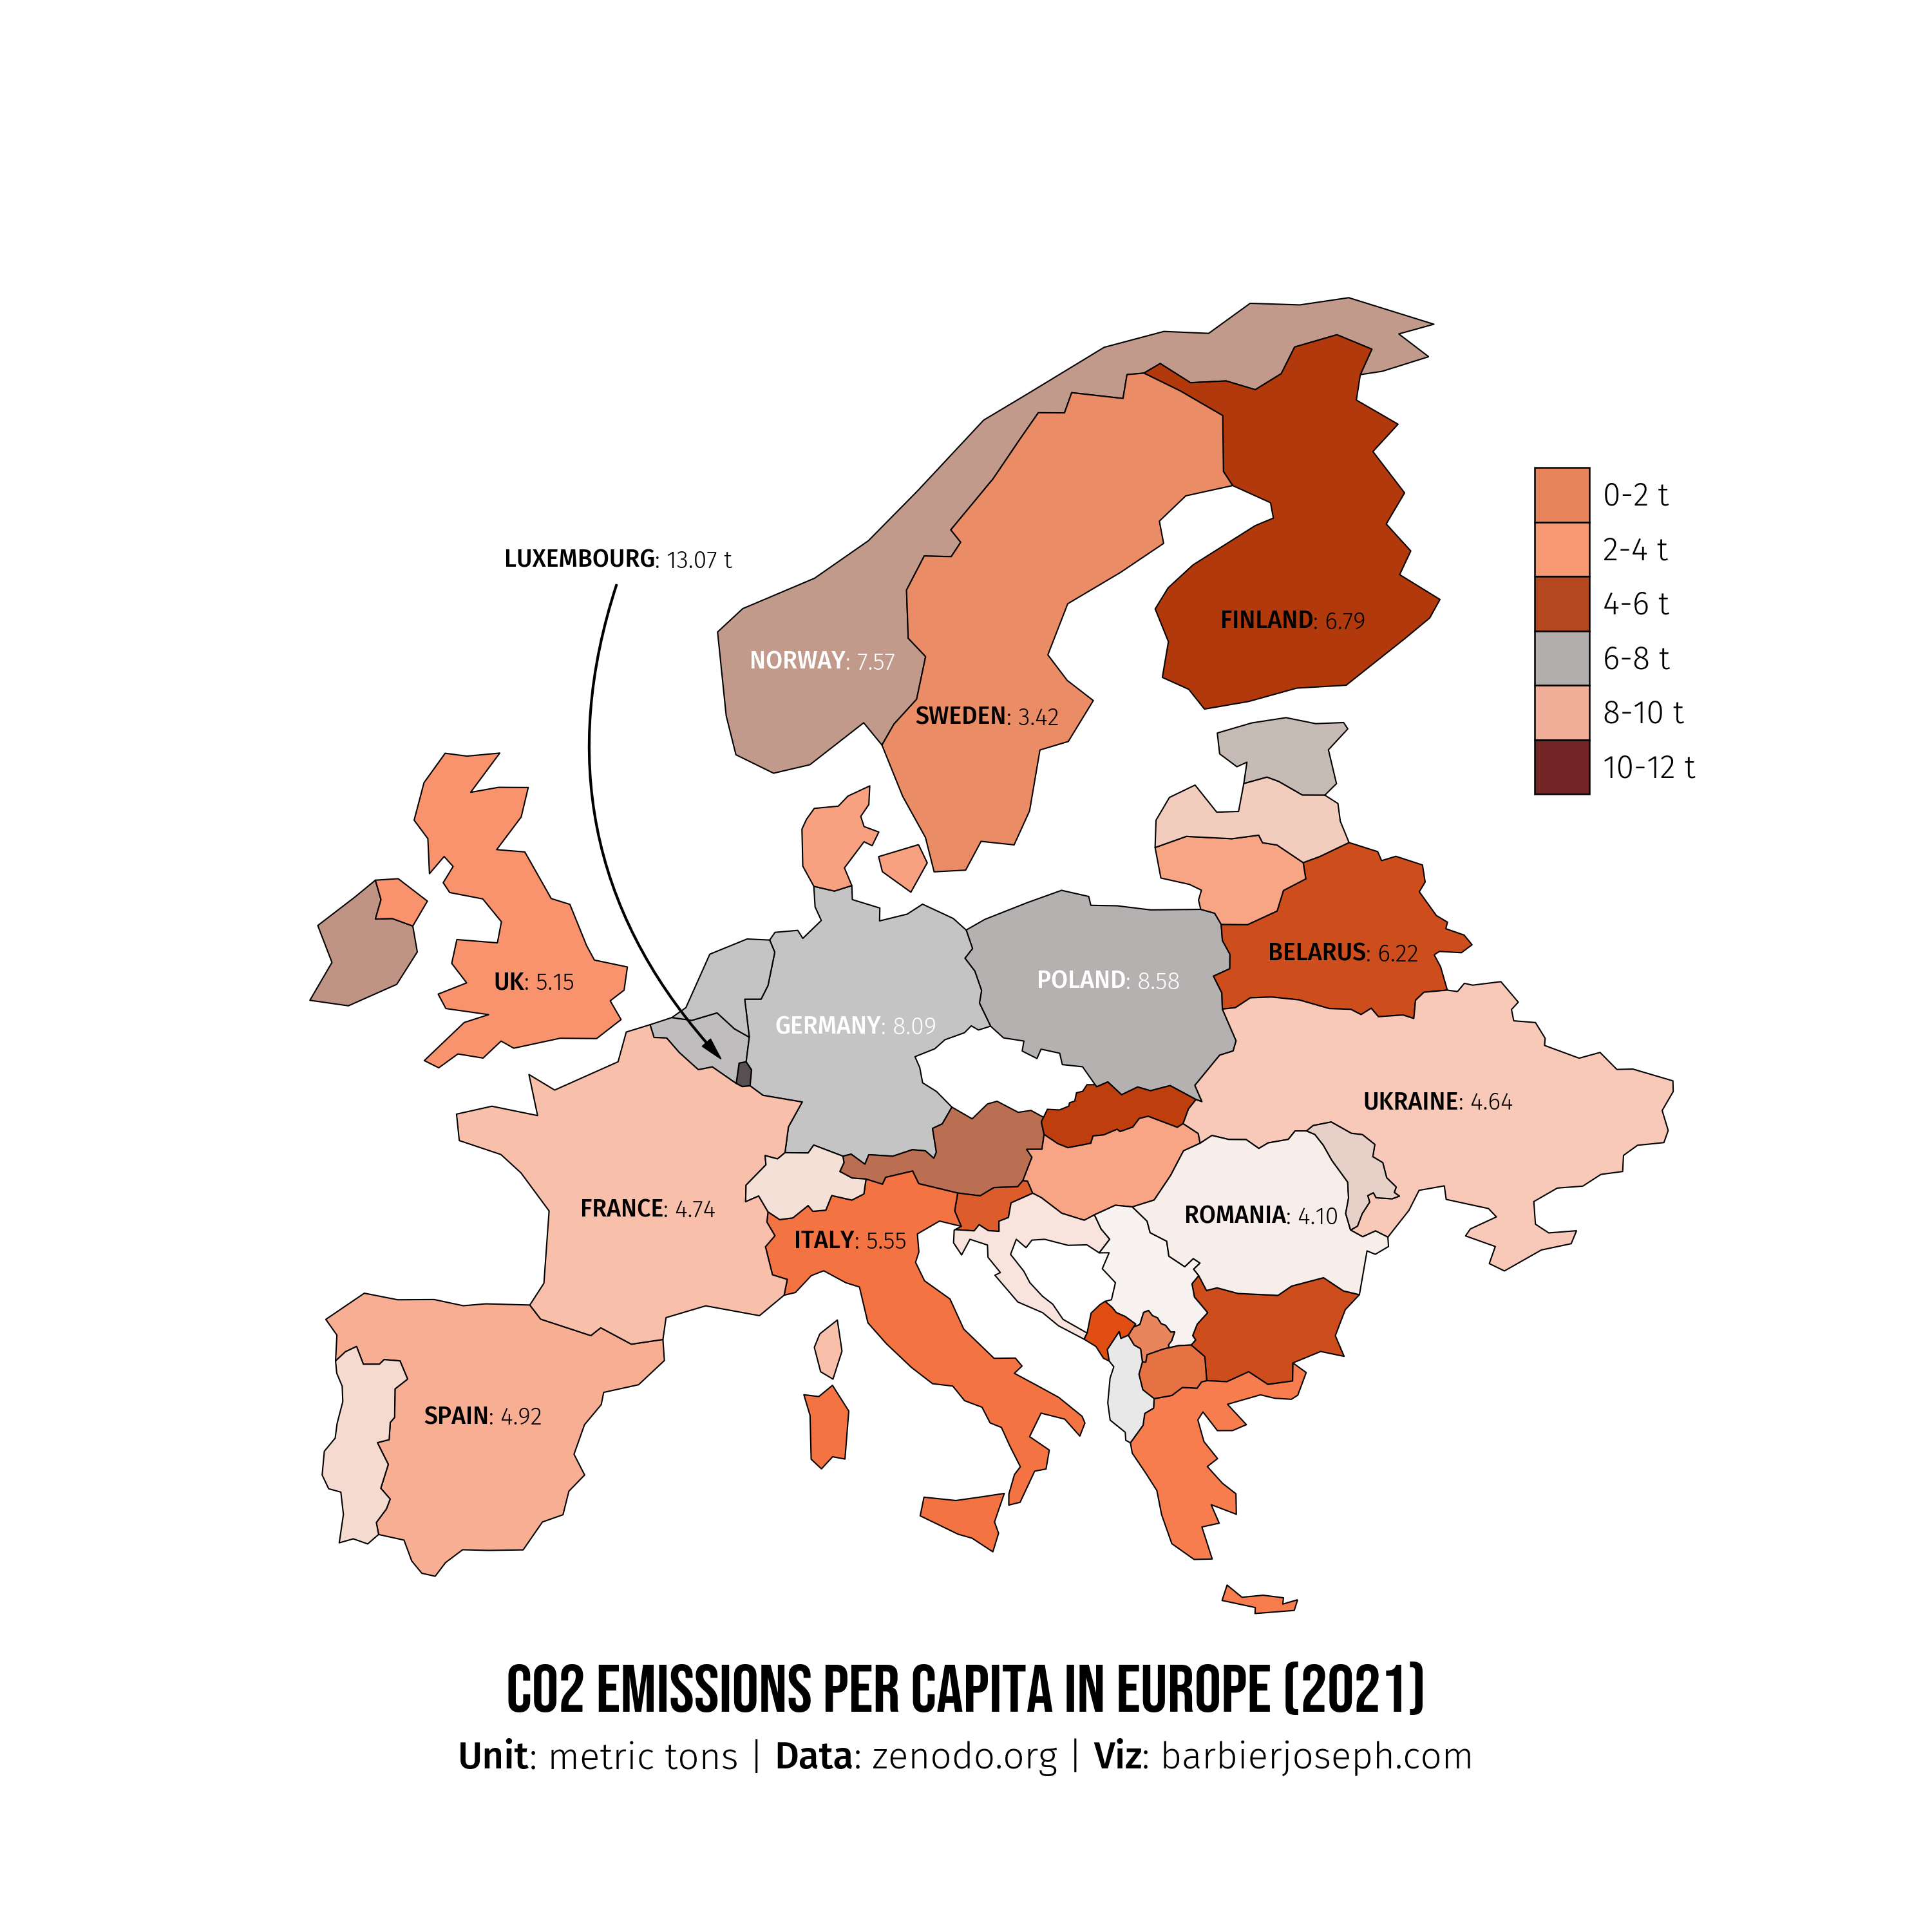 LUXEMBOURG: 13.07 t
NORWAY: 7.57
FINLAND: 6.79
SWEDEN: 3.42
0-2 t
2-4 t
4-6 t
6-8 t
8-10 t
10-12 t
UK: 5.15
BELARUS: 6.22
POLAND: 8.58
GERMANY: 8.09
UKRAINE: 4.64
FRANCE: 4.74
ROMANIA: 4.10
ITALY: 5.55
SPAIN: 4.92
CO2 EMISSIONS PER CAPITA IN EUROPE (2021)
Unit: metric tons | Data: zenodo.org | Viz: barbierjoseph.com